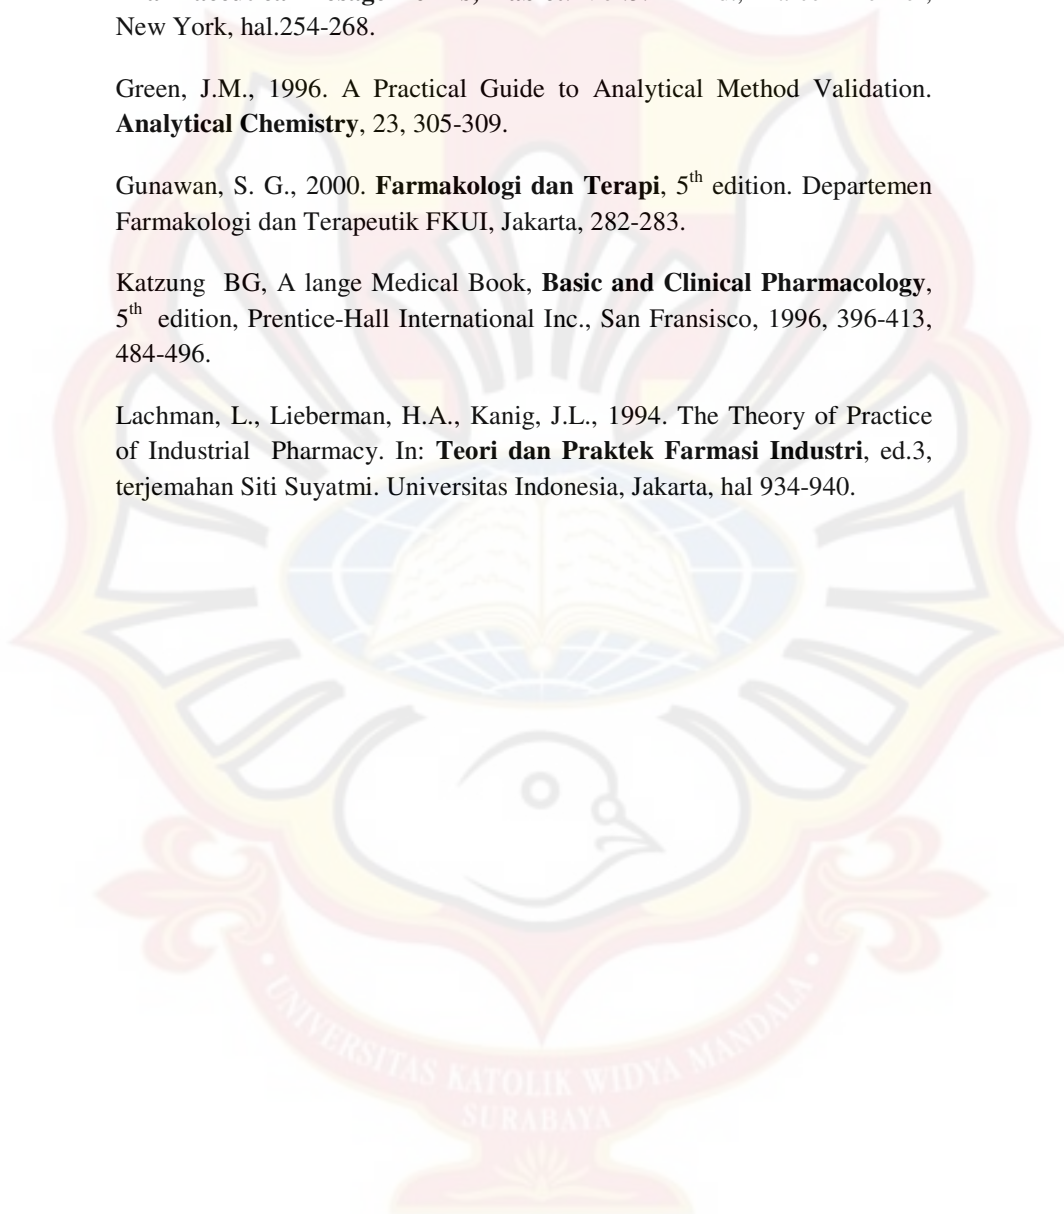 New York, hal.254-268.
Green, J.M., 1996. A Practical Guide to Analytical Method Validation.
Analytical Chemistry, 23, 305-309.
Gunawan, S. G., 2000. Farmakologi dan Terapi, 5th edition. Departemen
Farmakologi dan Terapeutik FKUI, Jakarta, 282-283.
Katzung BG, A lange Medical Book, Basic and Clinical Pharmacology,
5th edition, Prentice-Hall International Inc., San Fransisco, 1996, 396-413,
484-496.
Lachman, L., Lieberman, H.A., Kanig, J.L., 1994. The Theory of Practice
of Industrial Pharmacy. In: Teori dan Praktek Farmasi Industri, ed.3,
terjemahan Siti Suyatmi. Universitas Indonesia, Jakarta, hal 934-940.
UNIVERSITAS KATOLIK WIDYA MANDALA
SURABAYA